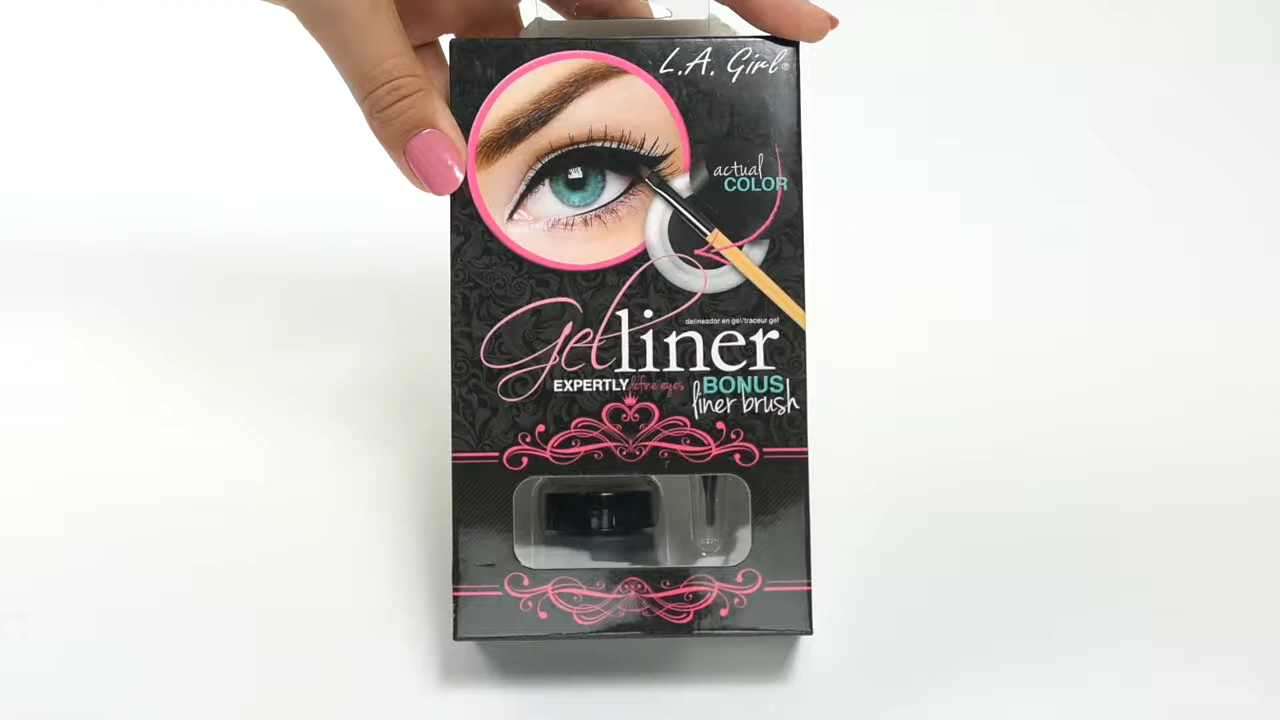 L.A. Girl®
actual
COLOR
delineador en gel/traceur gel
Gel liner
EXPERTLY define eyes
BONUS
liner brush